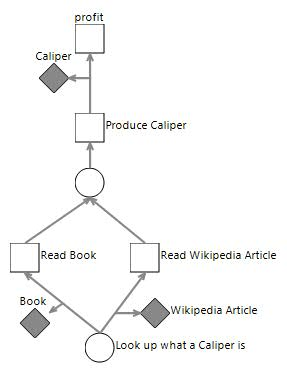 profit
Caliper
Produce Caliper
Read Book
Read Wikipedia Article
Book
Wikipedia Article
Look up what a Caliper is